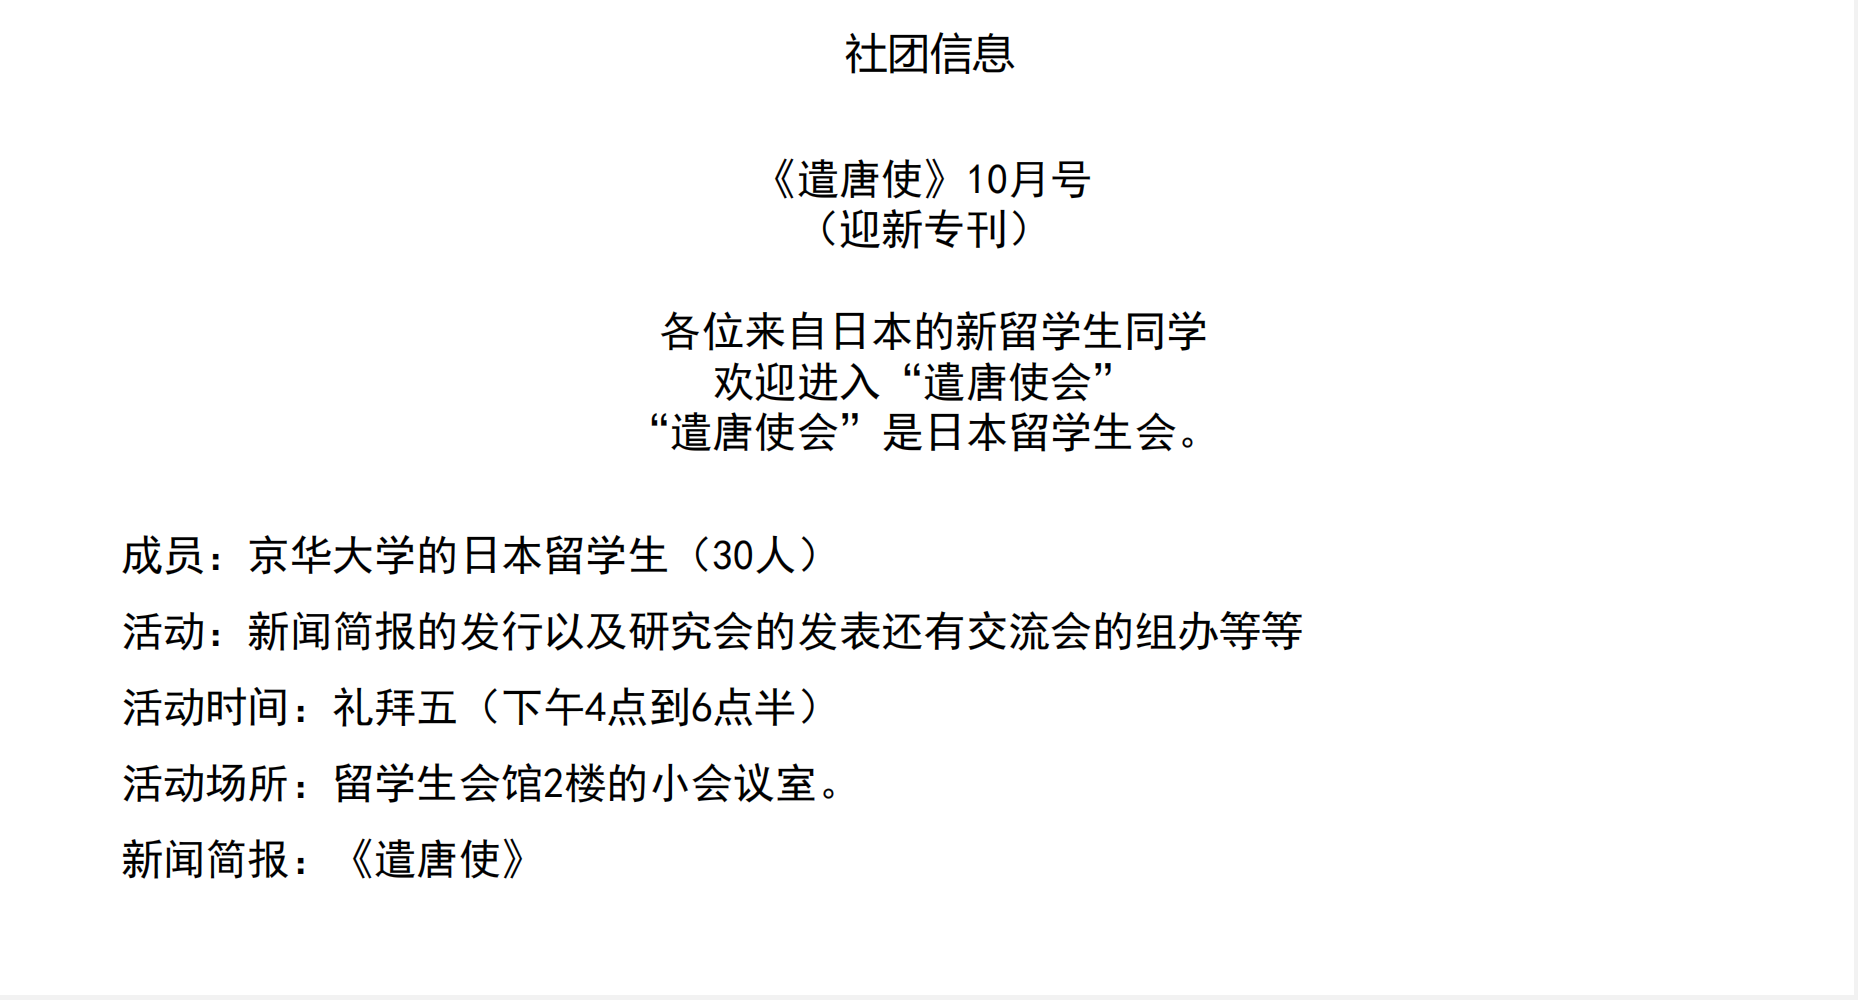 社团信息
《遣唐使》10月号
（迎新专刊）
各位来自日本的新留学生同学
欢迎进入“遣唐使会”
“遣唐使会”是日本留学生会。
成员：京华大学的日本留学生（30人）
活动：新闻简报的发行以及研究会的发表还有交流会的组办等等
活动时间：礼拜五（下午4点到6点半）
活动场所：留学生会馆2楼的小会议室。
新闻简报：《遣唐使》